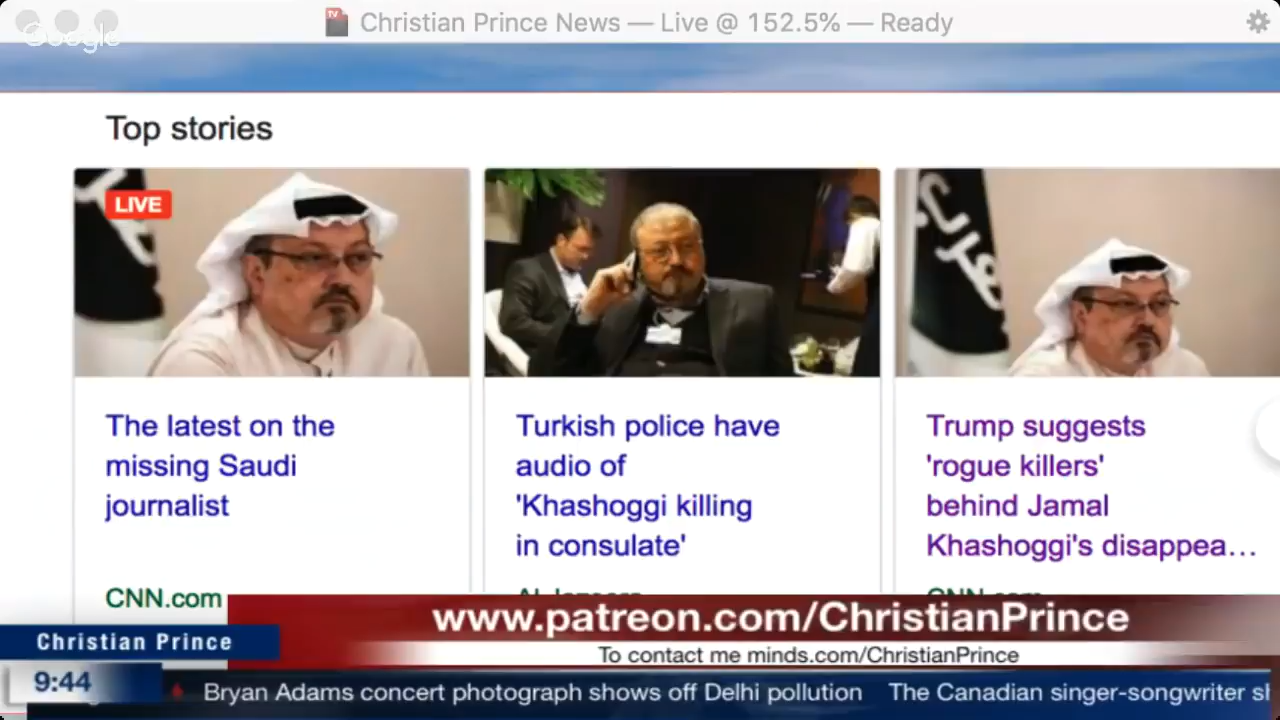 Google
Christian Prince News — Live @ 152.5% — Ready
Top stories
LIVE
The latest on the
missing Saudi
journalist
CNN.com
Turkish police have
audio of
'Khashoggi killing
in consulate'
Trump suggests
'rogue killers'
behind Jamal
Khashoggi's disappea…
CNN.com
www.patreon.com/ChristianPrince
Christian Prince
To contact me minds.com/ChristianPrince
9:44
Bryan Adams concert photograph shows off Delhi pollution The Canadian singer-songwriter